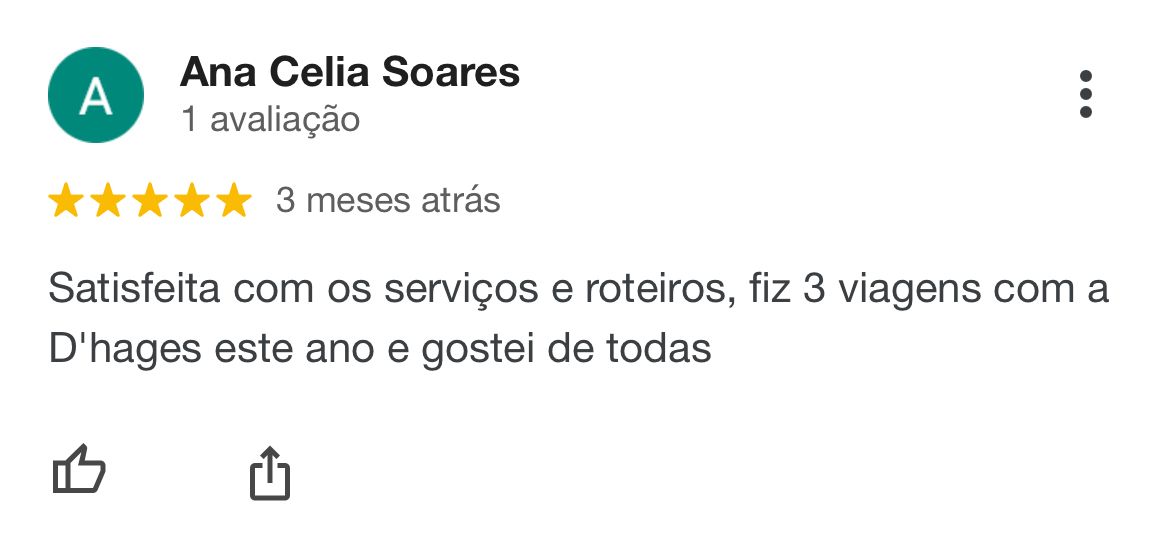 A
Ana Celia Soares
1 avaliação
3 meses atrás
Satisfeita com os serviços e roteiros, fiz 3 viagens com a
D'hages este ano e gostei de todas